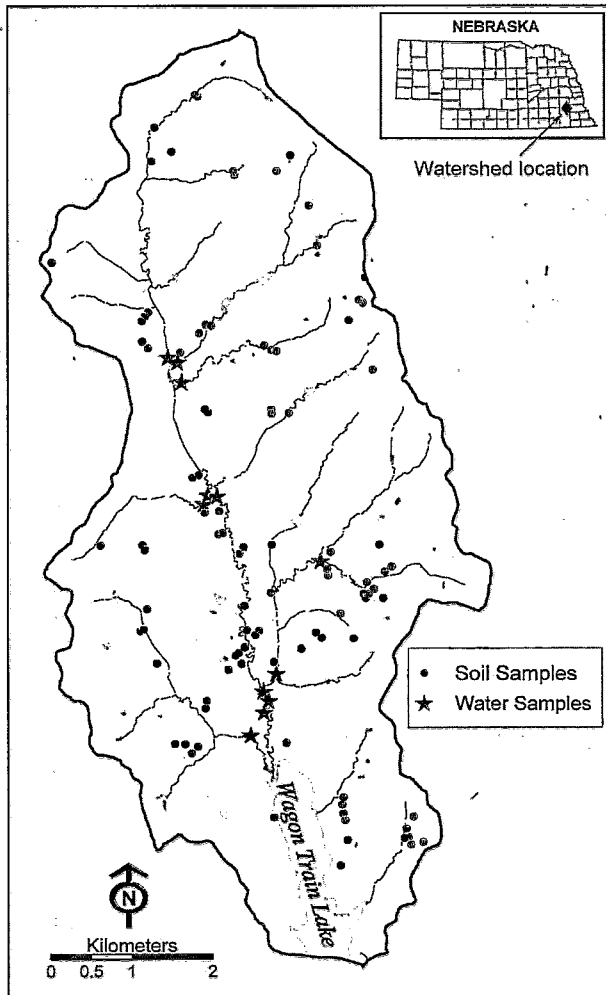 NEBRASKA
Watershed location
Soil Samples
Water Samples
Wagon Train Lake
N
Kilometers
0 0.5 1 2